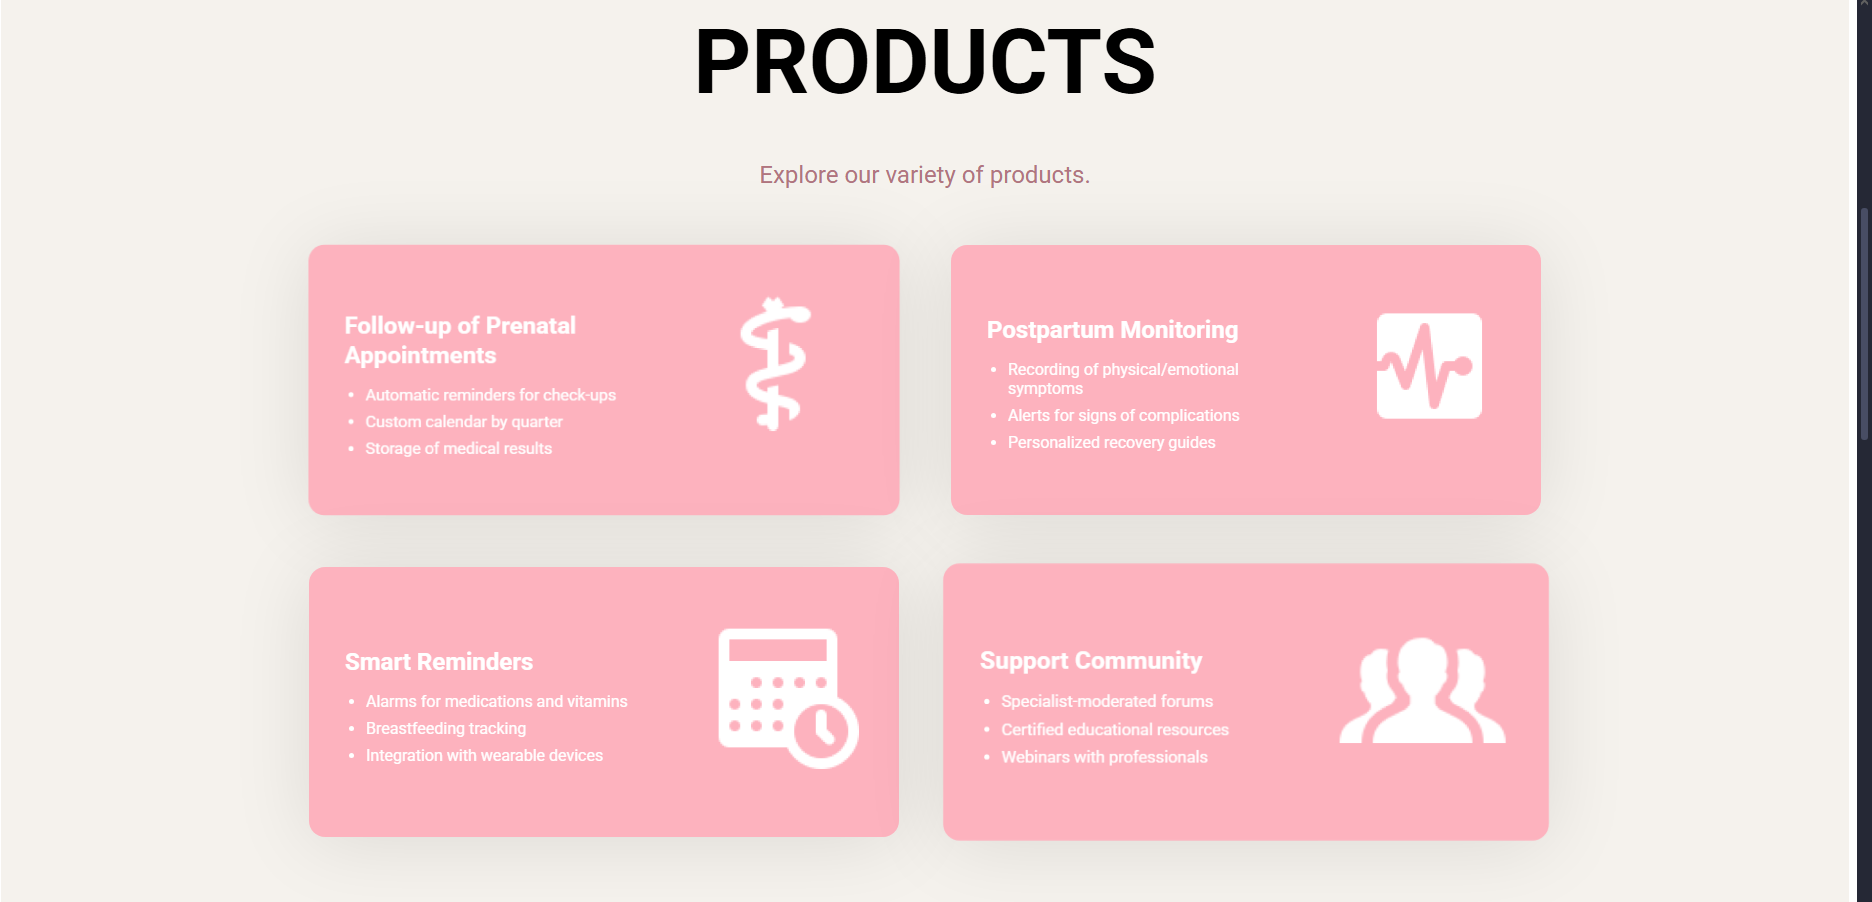 PRODUCTS
Explore our variety of products.
Follow-up of Prenatal
Appointments
• Automatic reminders for check-ups
• Custom calendar by quarter
• Storage of medical results
Postpartum Monitoring
• Recording of physical/emotional
symptoms
• Alerts for signs of complications
• Personalized recovery guides
Smart Reminders
• Alarms for medications and vitamins
• Breastfeeding tracking
• Integration with wearable devices
Support Community
• Specialist-moderated forums
• Certified educational resources
• Webinars with professionals